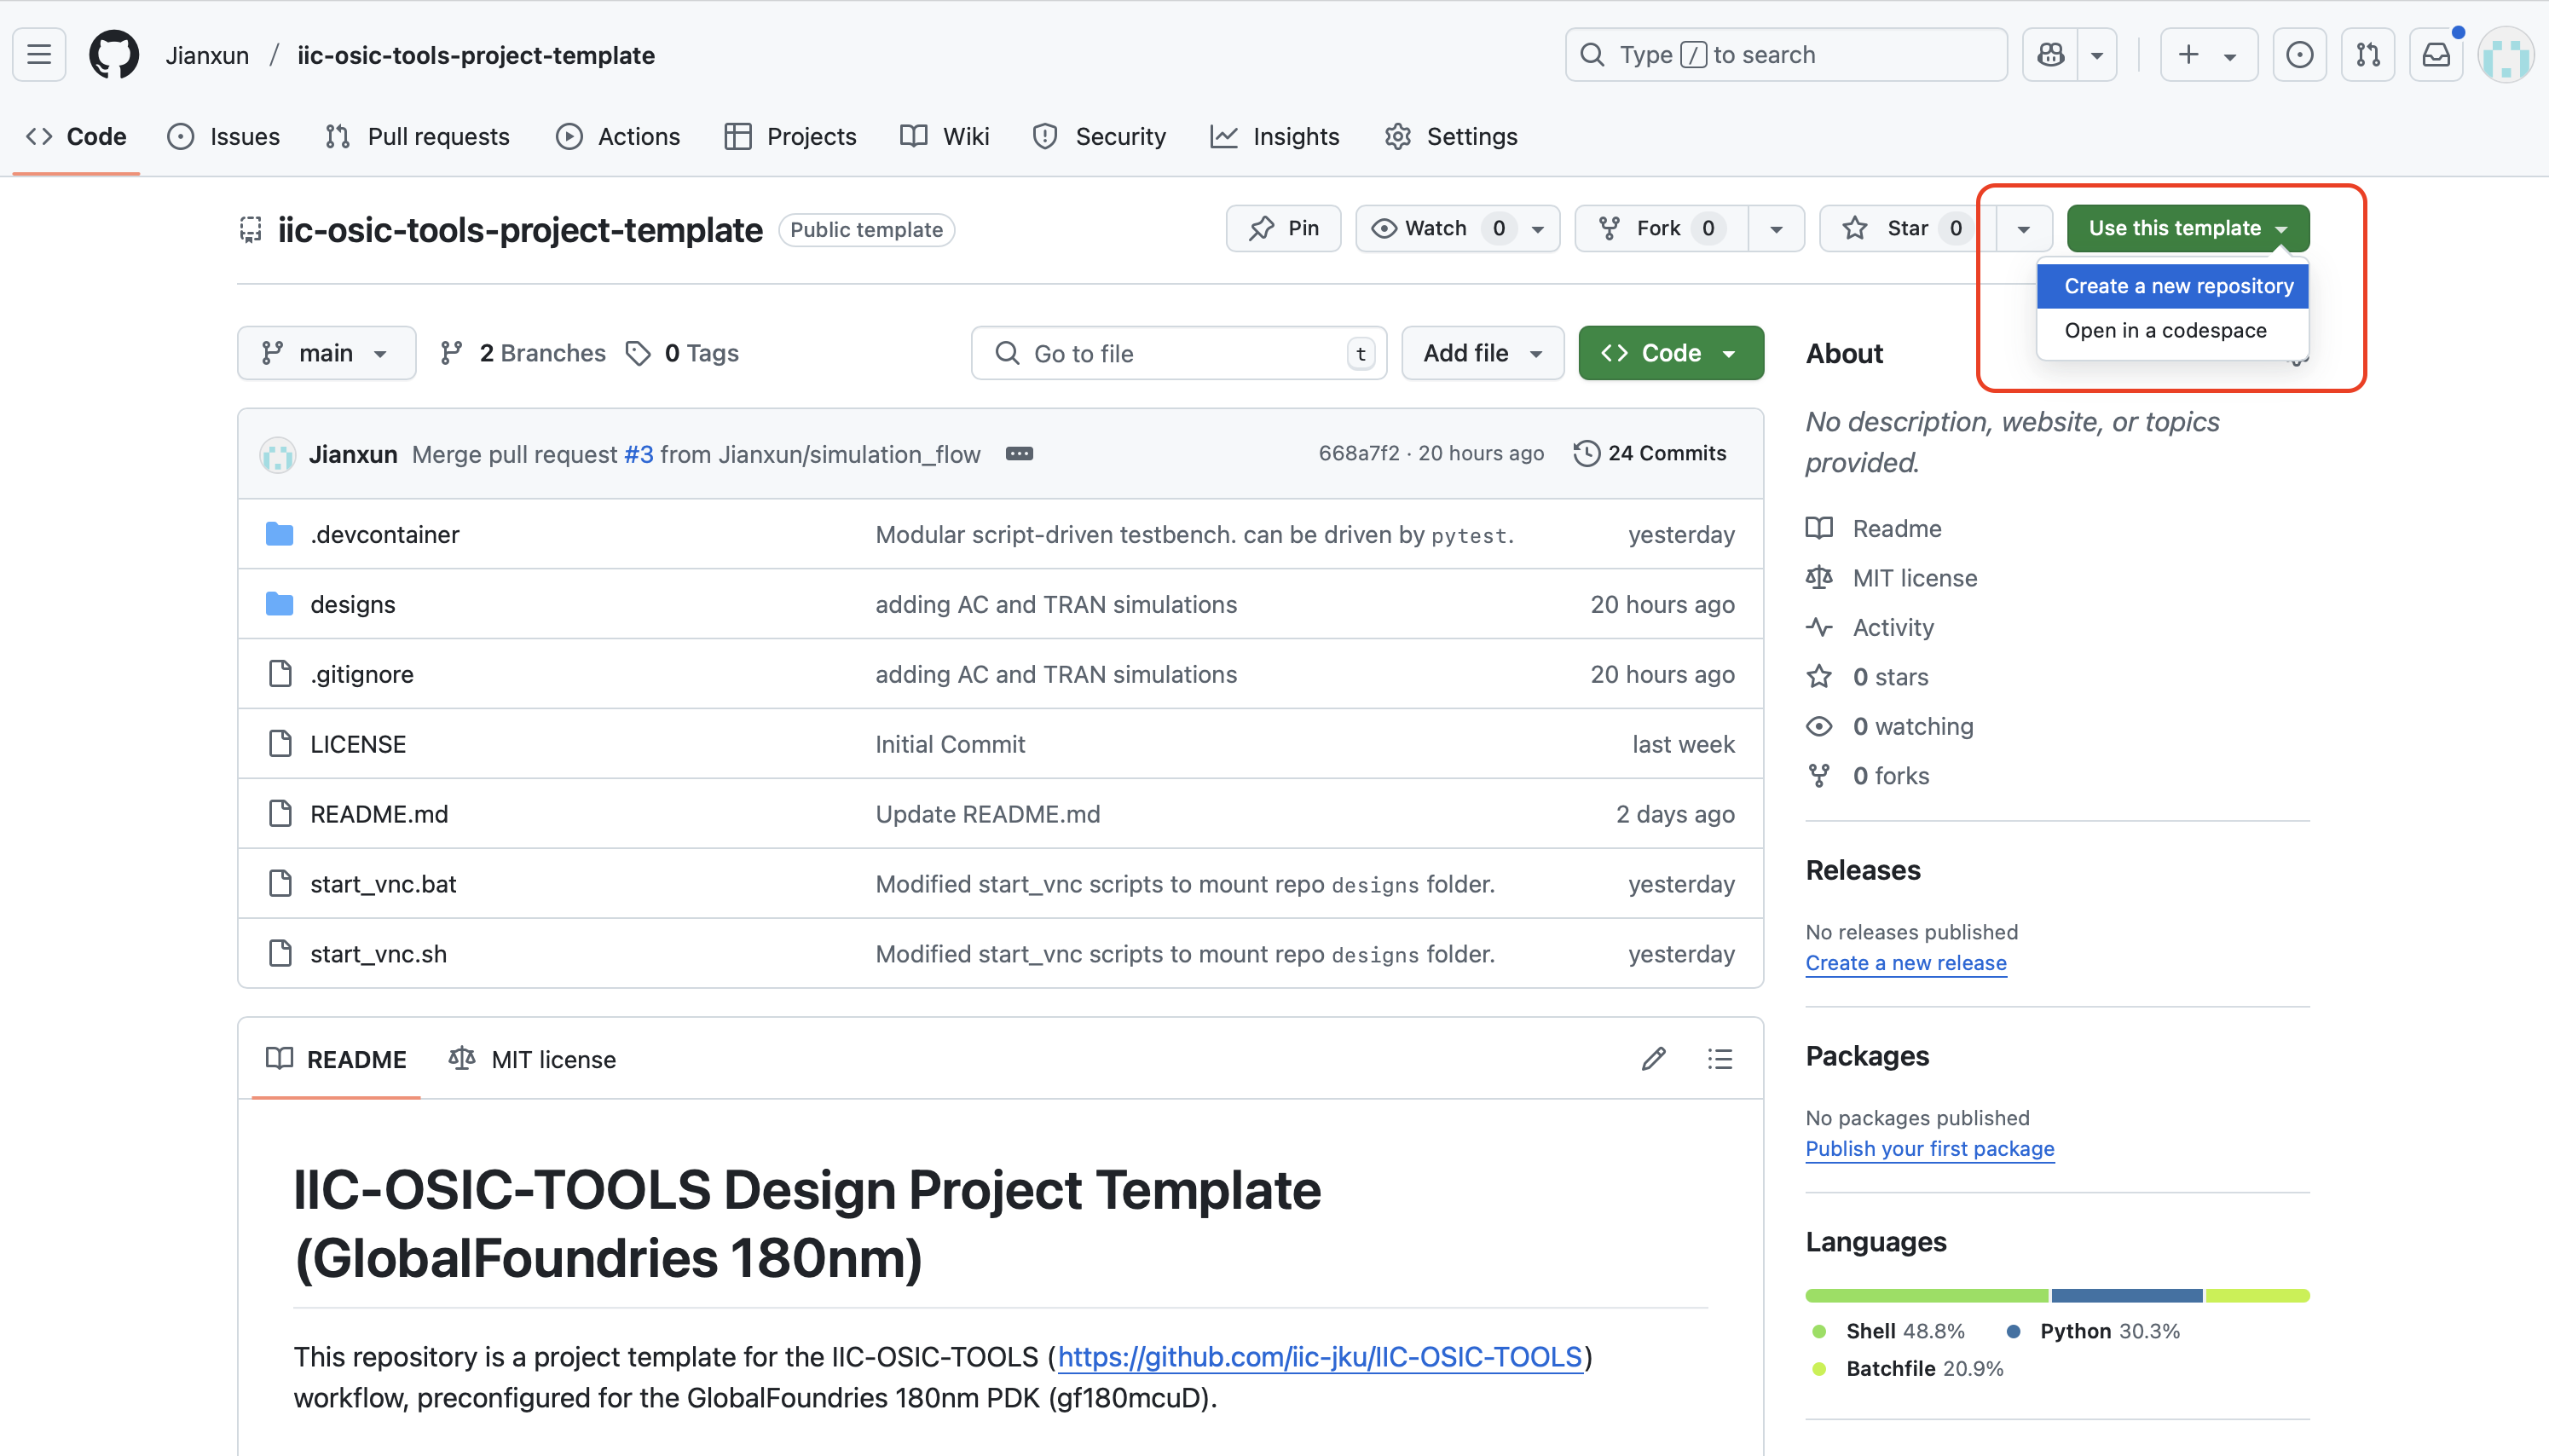 Jianxun / iic-osic-tools-project-template
Type / to search
Code Issues Pull requests Actions Projects Wiki Security Insights Settings
iic-osic-tools-project-template Public template
Pin Watch 0 Fork 0 Star 0 Use this template
Create a new repository
Open in a codespace
main 2 Branches 0 Tags
Go to file t Add file Code
Jianxun Merge pull request #3 from Jianxun/simulation_flow 668a7f2 · 20 hours ago 24 Commits
.devcontainer Modular script-driven testbench. can be driven by pytest. yesterday
designs adding AC and TRAN simulations 20 hours ago
.gitignore adding AC and TRAN simulations 20 hours ago
LICENSE Initial Commit last week
README.md Update README.md 2 days ago
start_vnc.bat Modified start_vnc scripts to mount repo designs folder. yesterday
start_vnc.sh Modified start_vnc scripts to mount repo designs folder. yesterday
README MIT license
IIC-OSIC-TOOLS Design Project Template
(GlobalFoundries 180nm)
This repository is a project template for the IIC-OSIC-TOOLS (https://github.com/iic-jku/IIC-OSIC-TOOLS)
workflow, preconfigured for the GlobalFoundries 180nm PDK (gf180mcuD).
About
No description, website, or topics
provided.
Readme
MIT license
Activity
0 stars
0 watching
0 forks
Releases
No releases published
Create a new release
Packages
No packages published
Publish your first package
Languages
Shell 48.8% Python 30.3%
Batchfile 20.9%